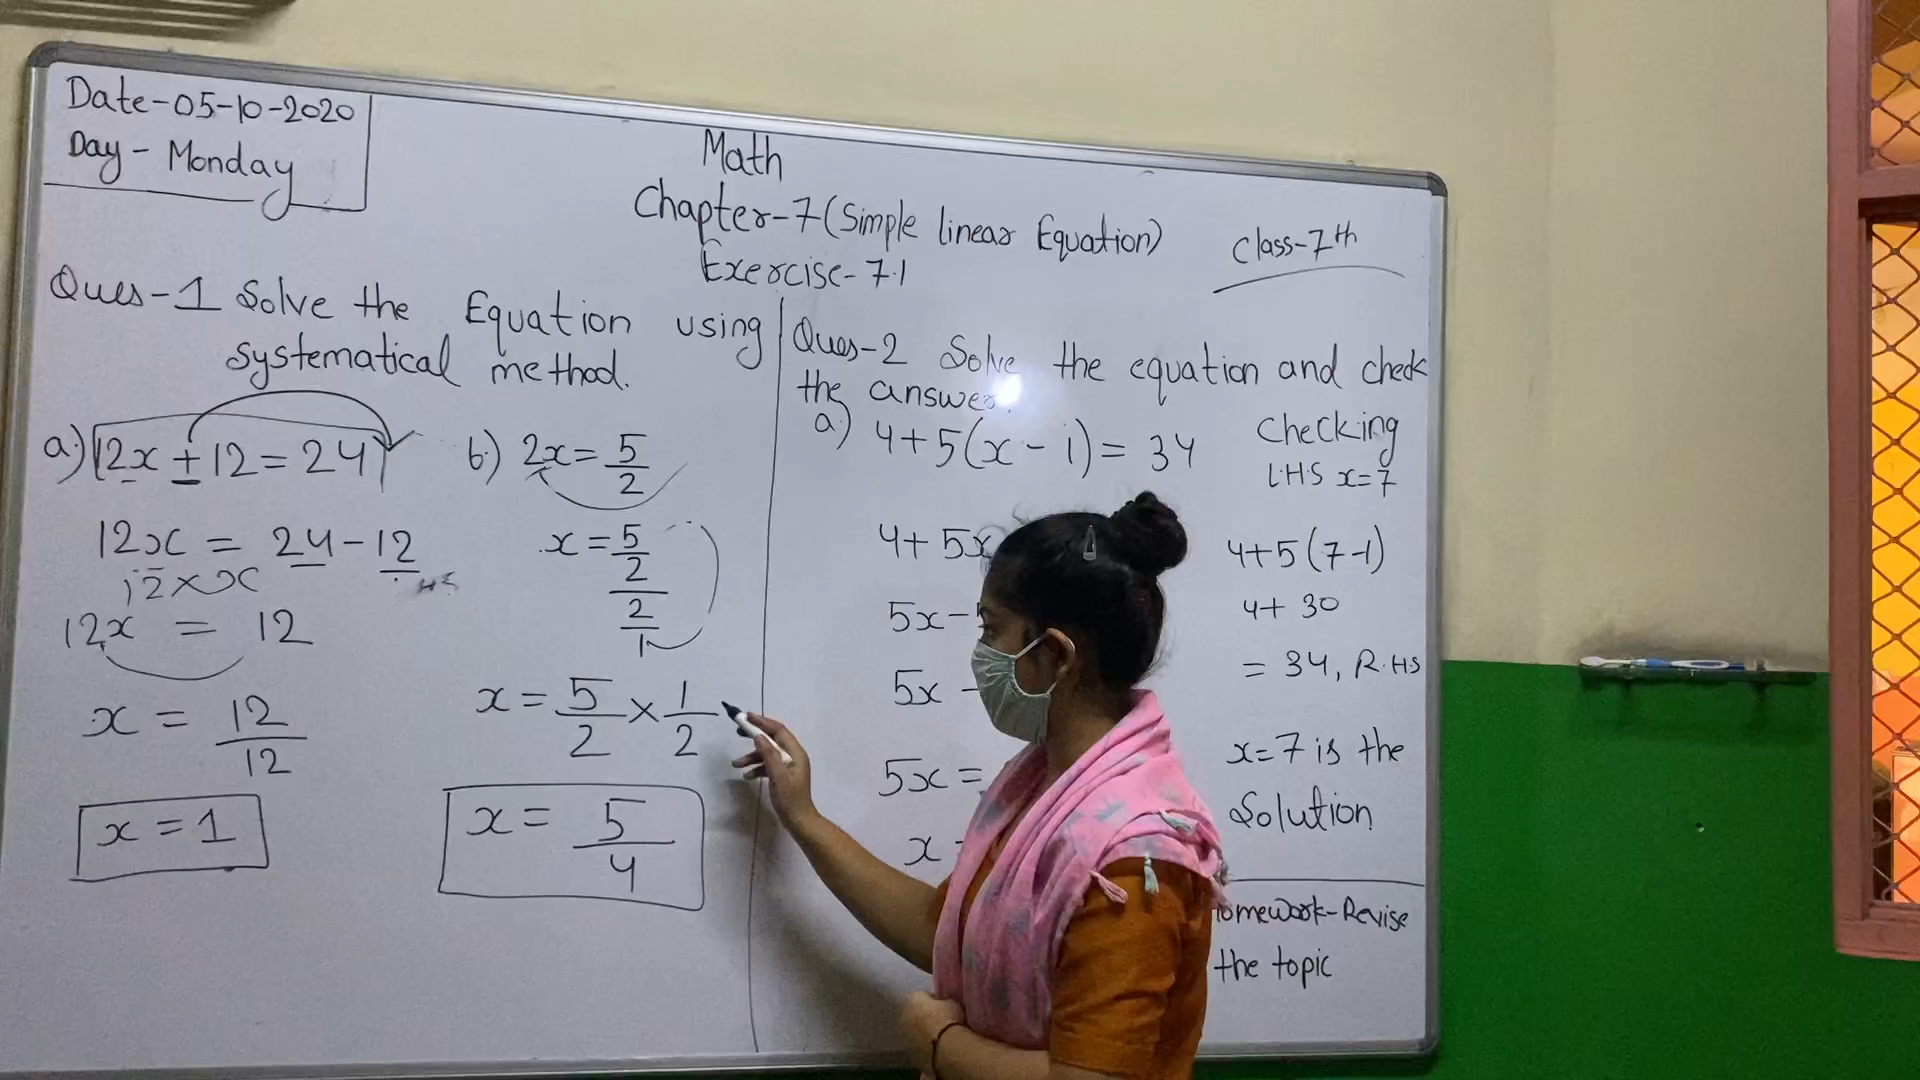 Date-05-10-2020
Day- Monday
Math
Chapter-7(Simple linear Equation)
Exercise-7.1
Class-7th
Ques-1 Solve the Equation using
systematical method.
a.) 12x + 12 = 24
12x = 24-12
12×x
12x = 12
x = 12/12
x = 1
b.) 2x = 5/2
x = 5/2 / 2/1
x = 5/2 × 1/2
x = 5/4
Ques-2 Solve the equation and check
the answer.
a.) 4+5(x-1) = 34
4+5x
5x-5
5x -
5x =
x
Checking
L.H.S x=7
4+5(7-1)
4+ 30
= 34, R.HS
x=7 is the
Solution
omework-Revise
the topic